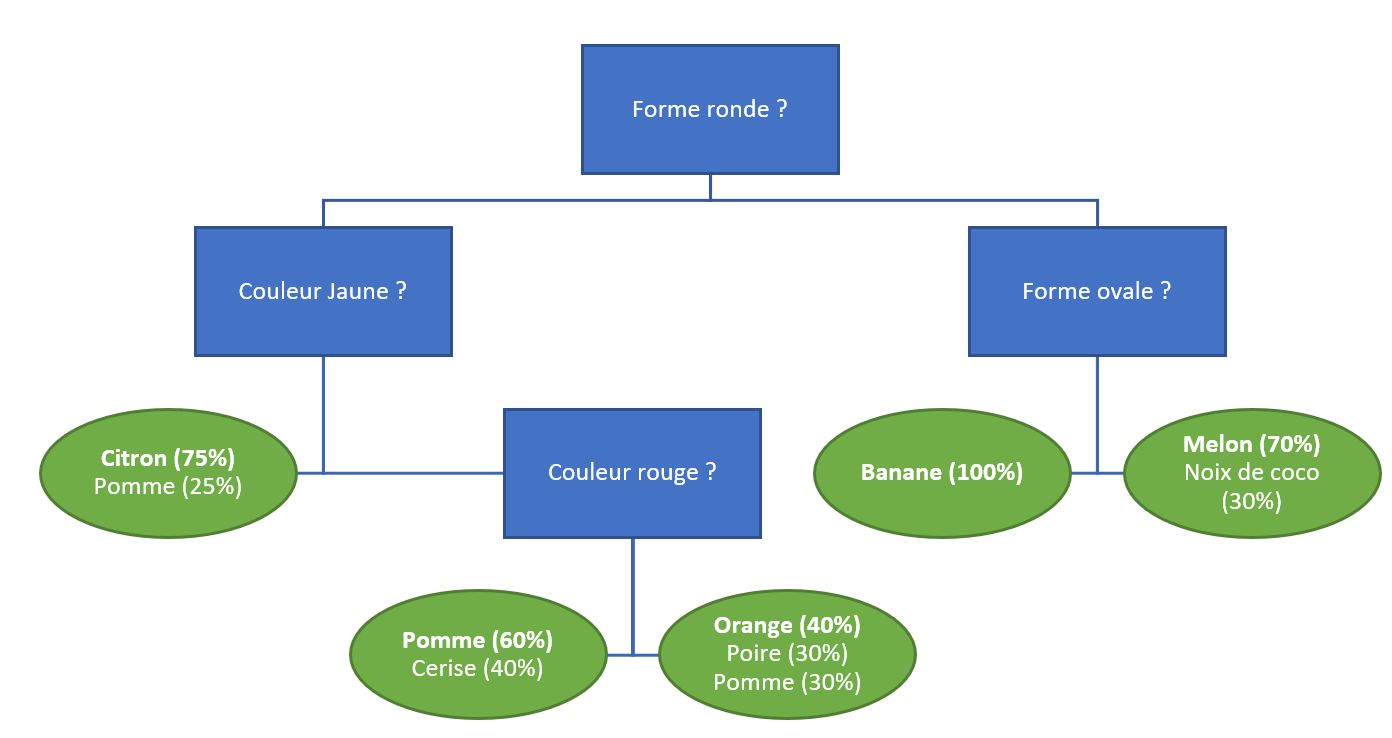 Forme ronde ?
Couleur Jaune ?
Forme ovale ?
Citron (75%)
Pomme (25%)
Couleur rouge ?
Banane (100%)
Melon (70%)
Noix de coco
(30%)
Pomme (60%)
Cerise (40%)
Orange (40%)
Poire (30%)
Pomme (30%)